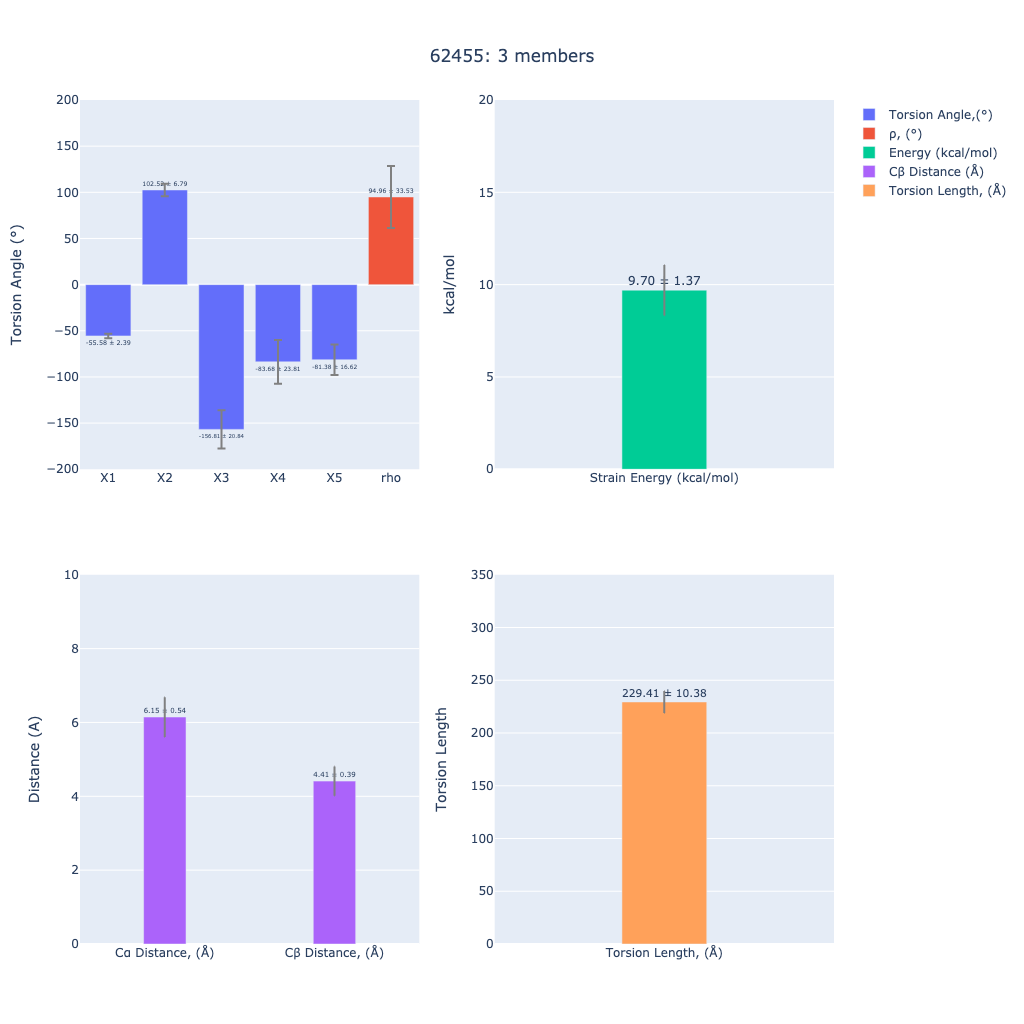 62455: 3 members
200
150
100
50
0
−50
−100
−150
−200
Torsion Angle (°)
102.52 ± 6.79
94.96 ± 33.53
-55.58 ± 2.39
-83.68 ± 23.81
-81.38 ± 16.62
-156.81 ± 20.84
X1 X2 X3 X4 X5 rho
20
15
10
5
0
kcal/mol
9.70 ± 1.37
Strain Energy (kcal/mol)
Torsion Angle,(°)
ρ, (°)
Energy (kcal/mol)
Cβ Distance (Å)
Torsion Length, (Å)
10
8
6
4
2
0
Distance (A)
6.15 ± 0.54
4.41 ± 0.39
Cα Distance, (Å) Cβ Distance, (Å)
350
300
250
200
150
100
50
0
Torsion Length
229.41 ± 10.38
Torsion Length, (Å)